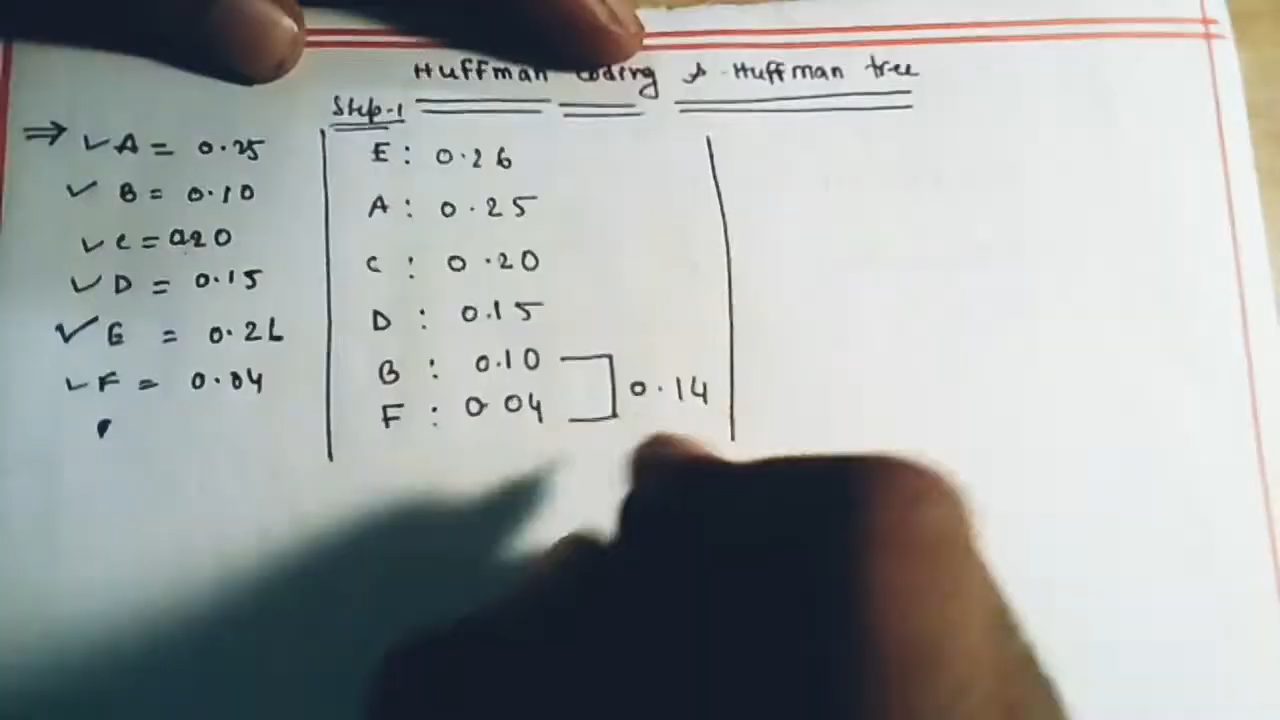 Huffman coding & Huffman tree
Step-1
⇒ ✓ A = 0.25
✓ B = 0.10
✓ C = 0.20
✓ D = 0.15
✓ E = 0.26
✓ F = 0.04
E : 0.26
A : 0.25
C : 0.20
D : 0.15
B : 0.10
F : 0.04
0.14